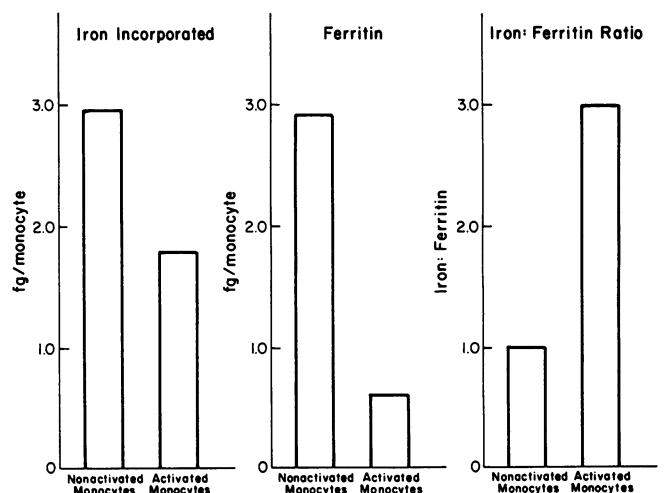 Iron Incorporated
fg/monocyte
3.0
2.0
1.0
0
Nonactivated Monocytes
Activated Monocytes
Ferritin
fg/monocyte
3.0
2.0
1.0
0
Nonactivated Monocytes
Activated Monocytes
Iron: Ferritin Ratio
Iron: Ferritin
3.0
2.0
1.0
0
Nonactivated Monocytes
Activated Monocytes